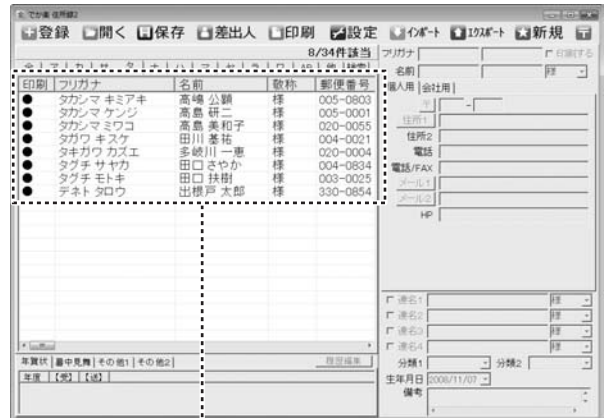 でか楽 住所録2
登録 開く 保存 差出人 印刷 設定 インポート エクスポート 新規
8/34件該当
フリガナ 印刷する
名前 様
個人用 会社用
〒 -
住所1
住所2
電話
電話/FAX
メール1
メール2
HP
印刷 フリガナ 名前 敬称 郵便番号
● タカシマ キミアキ 高嶋 公顕 様 005-0803
● タカシマ ケンジ 高島 研二 様 005-0001
● タカシマ ミワコ 高島 美和子 様 020-0055
● タガワ キスケ 田川 基祐 様 004-0021
● タキガワ カズエ 多岐川 一恵 様 020-0004
● タグチ サヤカ 田口 さやか 様 004-0834
● タグチ モトキ 田口 扶樹 様 003-0025
● デネト タロウ 出根戸 太郎 様 330-0854
連名1 様
連名2 様
連名3 様
連名4 様
年賀状 暑中見舞 その他1 その他2 履歴編集
年度 【受】 【送】
分類1 分類2
生年月日 2008/11/07
備考